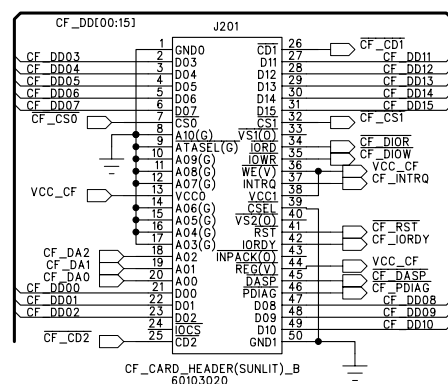 CF_DD[00:15]
J201
1 GND0 CD1 26 CF_CD1
CF_DD03 2 D03 D11 27 CF_DD11
CF_DD04 3 D04 D12 28 CF_DD12
CF_DD05 4 D05 D13 29 CF_DD13
CF_DD06 5 D06 D14 30 CF_DD14
CF_DD07 6 D07 D15 31 CF_DD15
CF_CS0 7 CS0 CS1 32 CF_CS1
8 A10(G) VS1(O) 33
9 ATASEL(G) IORD 34 CF_DIOR
10 A09(G) IOWR 35 CF_DIOW
11 A08(G) WE(V) 36 VCC_CF
12 A07(G) INTRQ 37 CF_INTRQ
VCC_CF 13 VCC0 VCC1 38
14 A06(G) CSEL 39
15 A05(G) VS2(O) 40
16 A04(G) RST 41 CF_RST
17 A03(G) IORDY 42 CF_IORDY
CF_DA2 18 A02 INPACK(O) 43
CF_DA1 19 A01 REG(V) 44 VCC_CF
CF_DA0 20 A00 DASP 45 CF_DASP
CF_DD00 21 D00 PDIAG 46 CF_PDIAG
CF_DD01 22 D01 D08 47 CF_DD08
CF_DD02 23 D02 D09 48 CF_DD09
24 IOCS D10 49 CF_DD10
CF_CD2 25 CD2 GND1 50
CF_CARD_HEADER(SUNLIT)_B
60103020